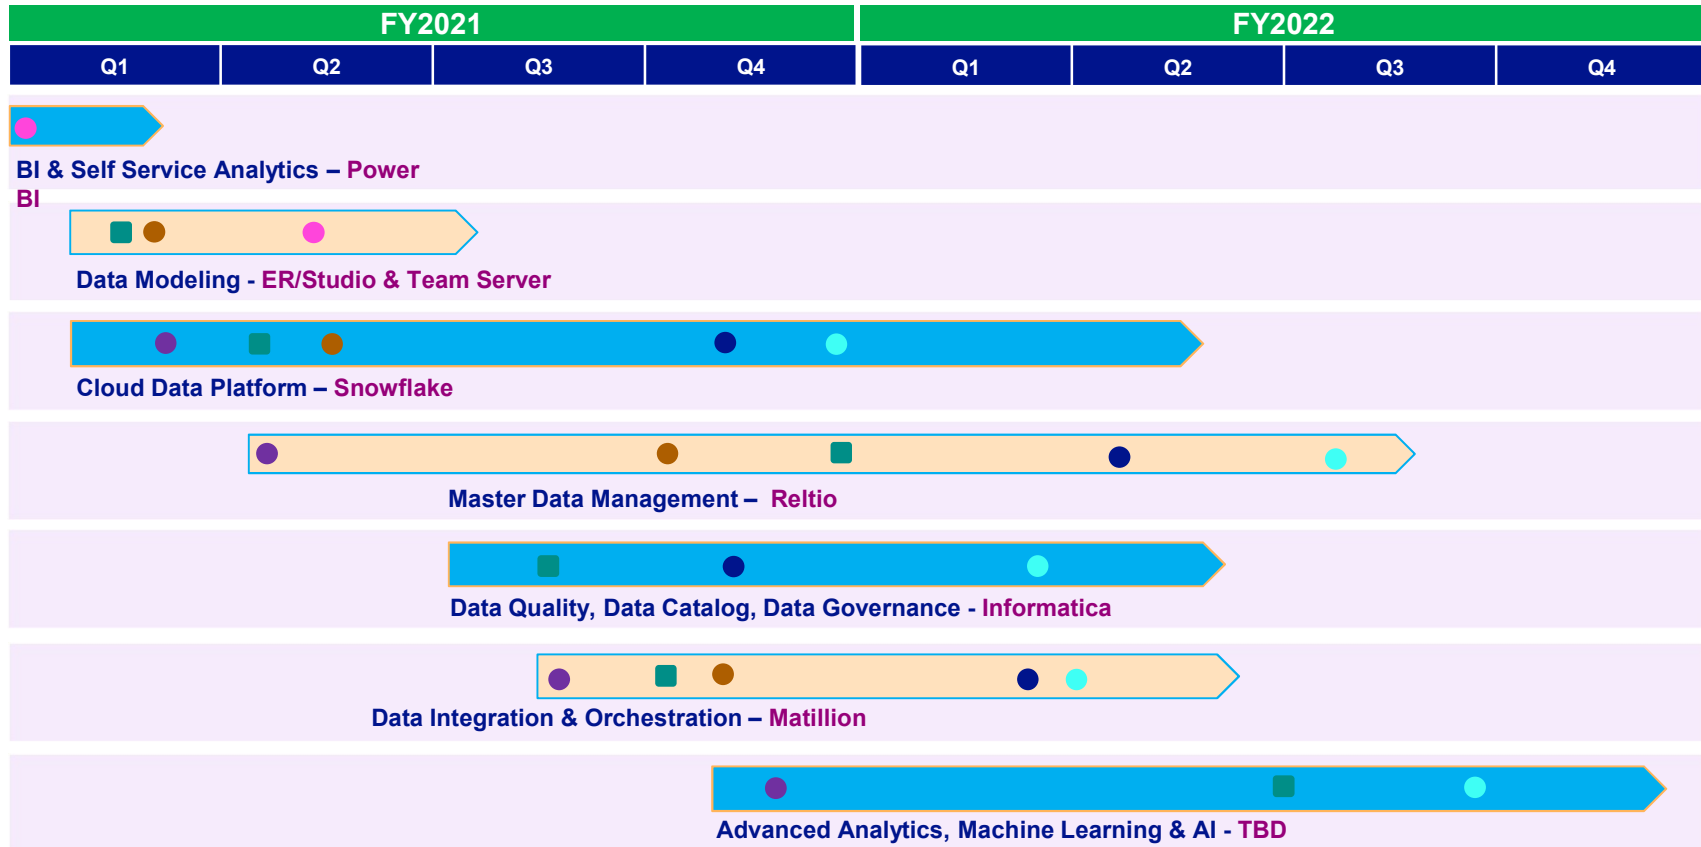 FY2021 FY2022
Q1 Q2 Q3 Q4 Q1 Q2 Q3 Q4
BI & Self Service Analytics – Power
BI
Data Modeling - ER/Studio & Team Server
Cloud Data Platform – Snowflake
Master Data Management – Reltio
Data Quality, Data Catalog, Data Governance - Informatica
Data Integration & Orchestration – Matillion
Advanced Analytics, Machine Learning & AI - TBD